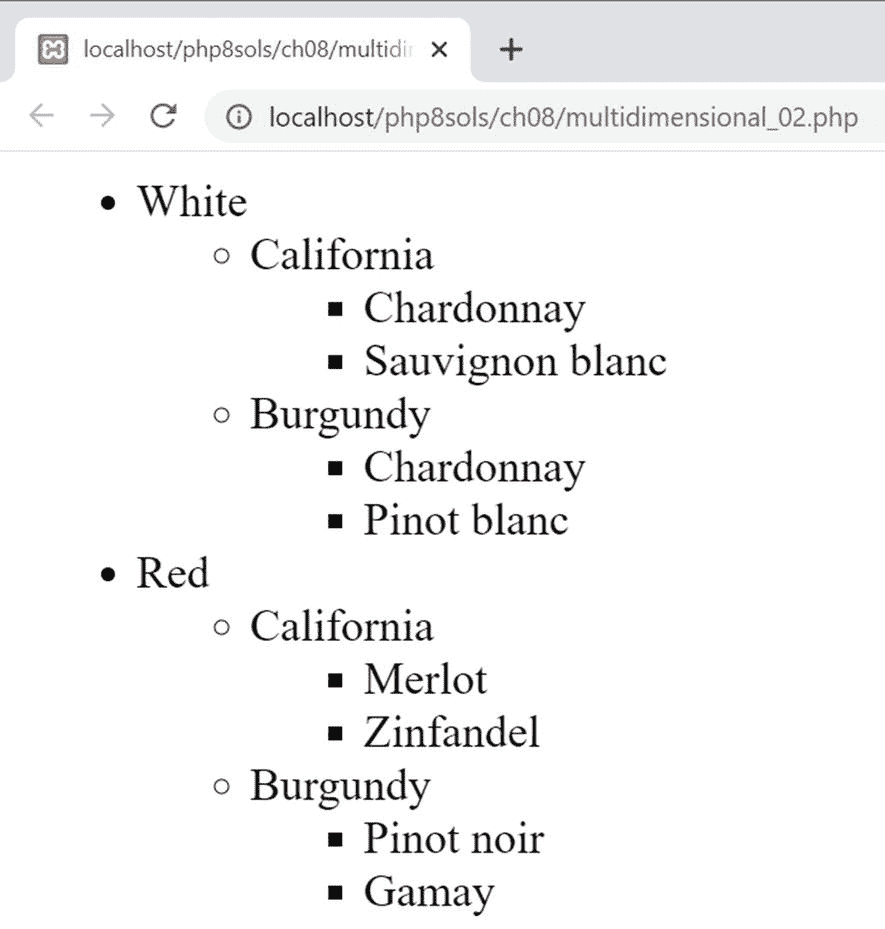 localhost/php8sols/ch08/multidi
localhost/php8sols/ch08/multidimensional_02.php
White
California
Chardonnay
Sauvignon blanc
Burgundy
Chardonnay
Pinot blanc
Red
California
Merlot
Zinfandel
Burgundy
Pinot noir
Gamay